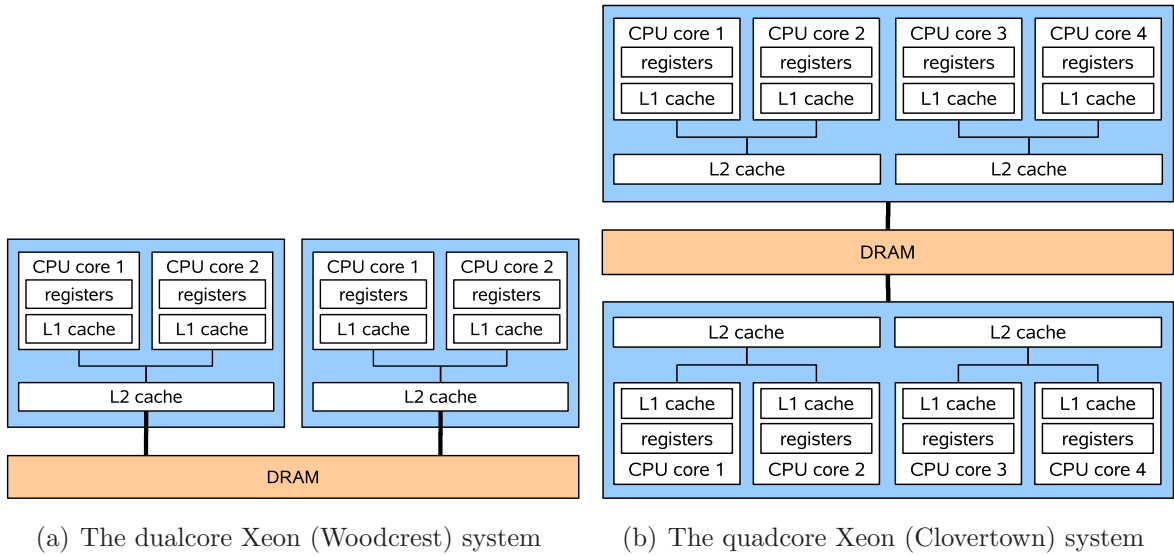 CPU core 1 CPU core 2 CPU core 3 CPU core 4
registers registers registers registers
L1 cache L1 cache L1 cache L1 cache
L2 cache L2 cache
DRAM
L2 cache L2 cache
L1 cache L1 cache L1 cache L1 cache
registers registers registers registers
CPU core 1 CPU core 2 CPU core 3 CPU core 4
CPU core 1 CPU core 2 CPU core 1 CPU core 2
registers registers registers registers
L1 cache L1 cache L1 cache L1 cache
L2 cache L2 cache
DRAM
(a) The dualcore Xeon (Woodcrest) system
(b) The quadcore Xeon (Clovertown) system